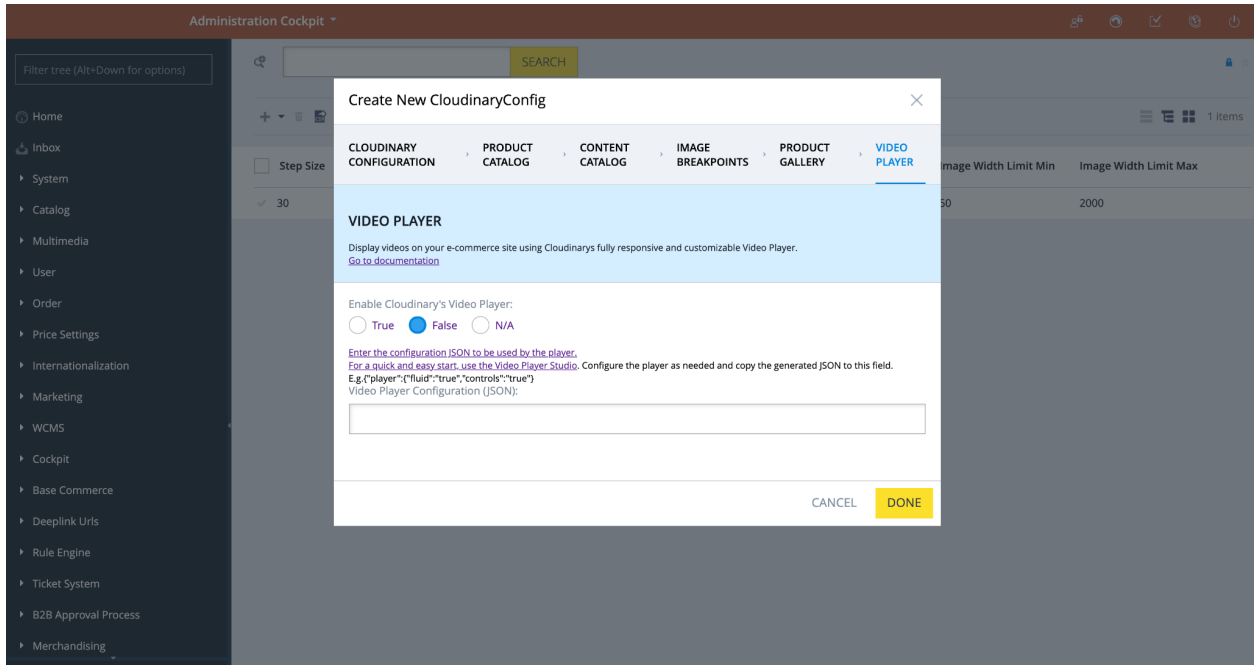 Administration Cockpit
Filter tree (Alt+Down for options)
SEARCH
Home
Inbox
System
Catalog
Multimedia
User
Order
Price Settings
Internationalization
Marketing
WCMS
Cockpit
Base Commerce
Deeplink Urls
Rule Engine
Ticket System
B2B Approval Process
Merchandising
1 items
Step Size
Image Width Limit Min
Image Width Limit Max
30
50
2000
Create New CloudinaryConfig
CLOUDINARY CONFIGURATION
PRODUCT CATALOG
CONTENT CATALOG
IMAGE BREAKPOINTS
PRODUCT GALLERY
VIDEO PLAYER
VIDEO PLAYER
Display videos on your e-commerce site using Cloudinarys fully responsive and customizable Video Player.
Go to documentation
Enable Cloudinary's Video Player:
True False N/A
Enter the configuration JSON to be used by the player.
For a quick and easy start, use the Video Player Studio. Configure the player as needed and copy the generated JSON to this field.
E.g.{"player":{"fluid":"true","controls":"true"}
Video Player Configuration (JSON):
CANCEL
DONE